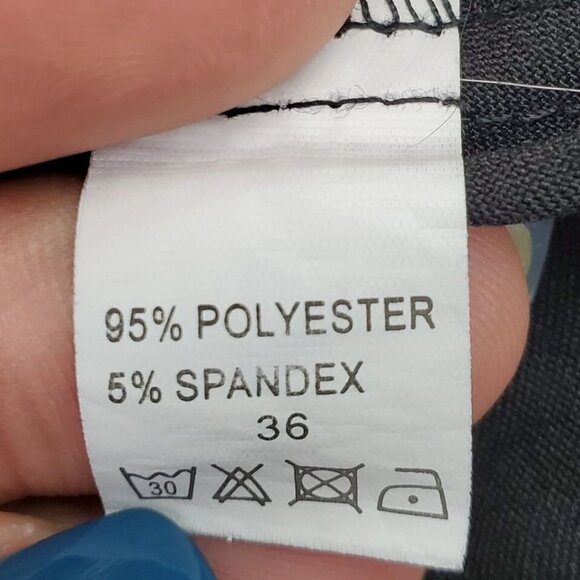 95% POLYESTER
5% SPANDEX
36
30